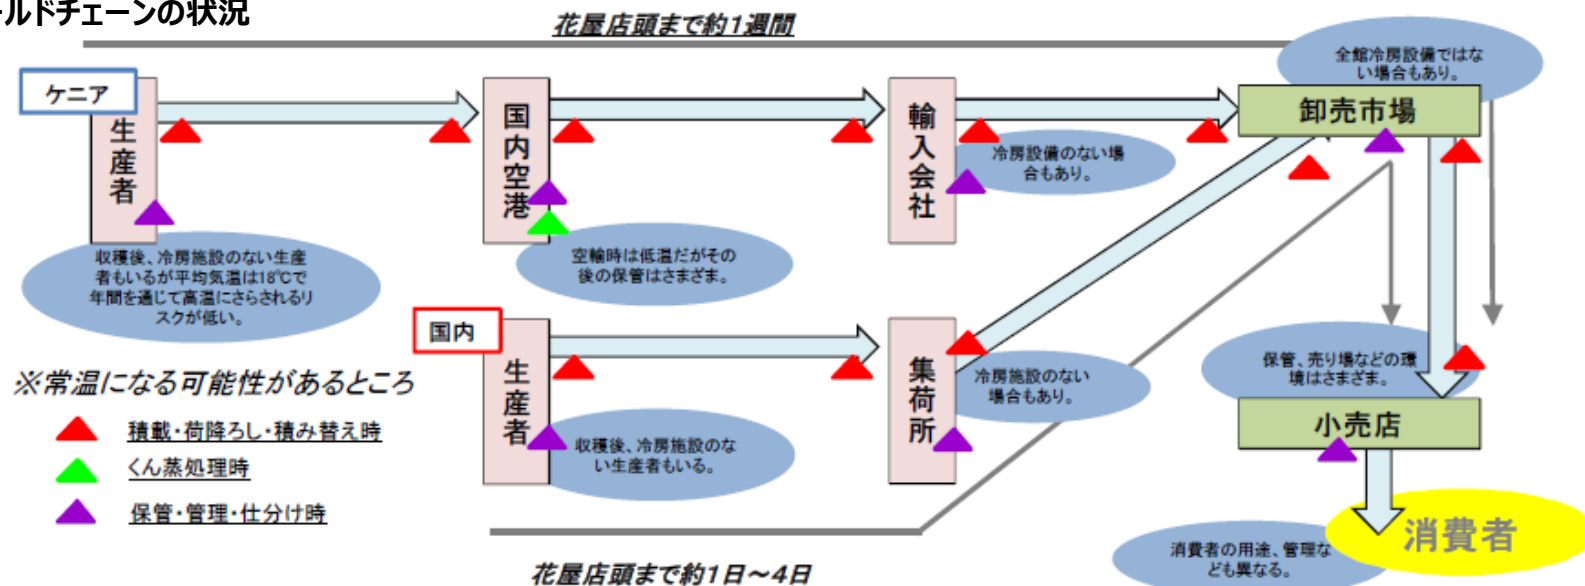 ールドチェーンの状況
花屋店頭まで約1週間
全館冷房設備ではな
い場合もあり。
ケニア
生産者
国内空港
輸入会社
卸売市場
冷房設備のない場
合もあり。
収穫後、冷房施設のない生産
者もいるが平均気温は18℃で
年間を通じて高温にさらされるリ
スクが低い。
空輸時は低温だがその
後の保管はさまざま。
国内
生産者
集荷所
冷房施設のない
場合もあり。
保管、売り場などの環
境はさまざま。
小売店
※常温になる可能性があるところ
積載・荷降ろし・積み替え時
くん蒸処理時
保管・管理・仕分け時
収穫後、冷房施設のな
い生産者もいる。
消費者
消費者の用途、管理な
ども異なる。
花屋店頭まで約1日～4日